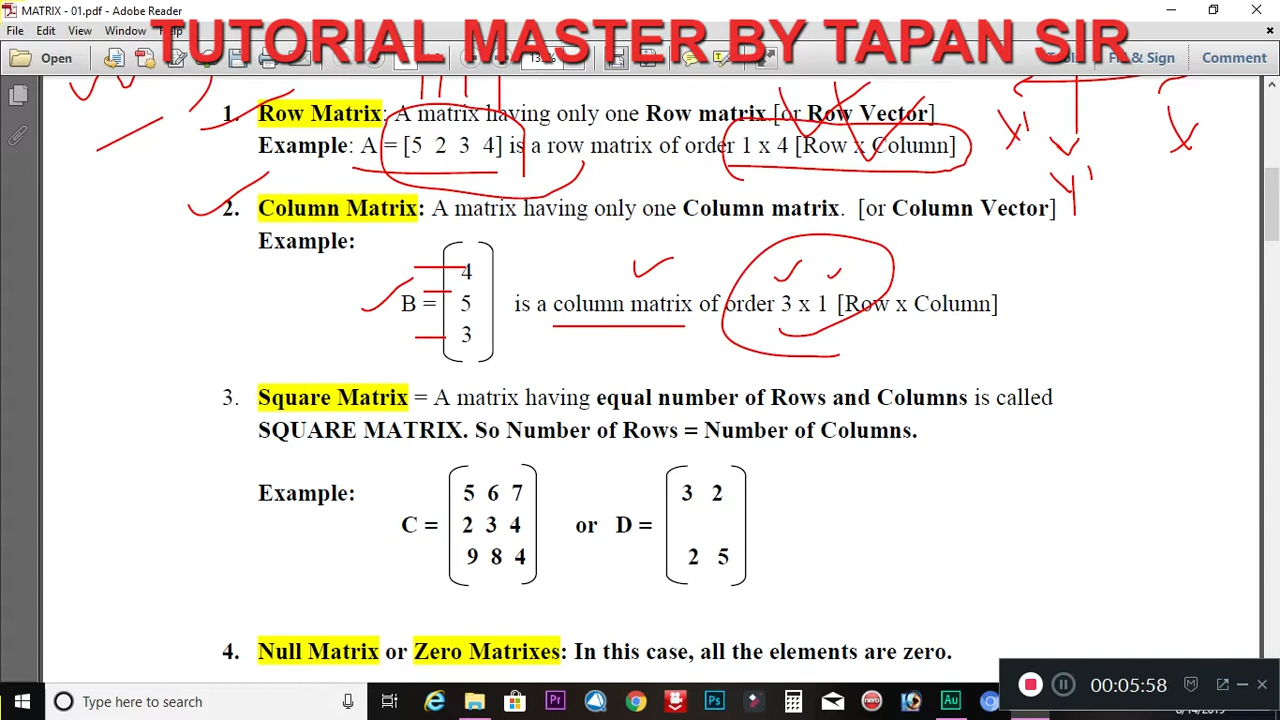 MATRIX - 01.pdf - Adobe Reader
File Edit View Window Help
TUTORIAL MASTER BY TAPAN SIR
Open Fill & Sign Comment
1. Row Matrix: A matrix having only one Row matrix.[or Row Vector]
Example: A = [5 2 3 4] is a row matrix of order 1 x 4 [Row x Column]
x' x
y'
2. Column Matrix: A matrix having only one Column matrix. [or Column Vector]
Example:
4
B = 5 is a column matrix of order 3 x 1 [Row x Column]
3
3. Square Matrix = A matrix having equal number of Rows and Columns is called
SQUARE MATRIX. So Number of Rows = Number of Columns.
Example: 5 6 7 3 2
C = 2 3 4 or D =
9 8 4 2 5
4. Null Matrix or Zero Matrixes: In this case, all the elements are zero.
00:05:58
Type here to search